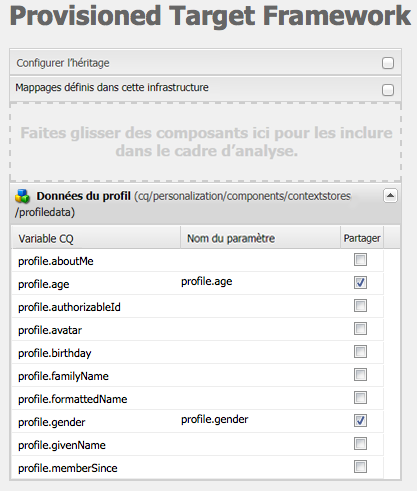 Provisioned Target Framework
Configurer l'héritage
Mappages définis dans cette infrastructure
Faites glisser des composants ici pour les inclure
dans le cadre d'analyse.
Données du profil (cq/personalization/components/contextstores
/profiledata)
Variable CQ Nom du paramètre Partager
profile.aboutMe
profile.age profile.age
profile.authorizableId
profile.avatar
profile.birthday
profile.familyName
profile.formattedName
profile.gender profile.gender
profile.givenName
profile.memberSince